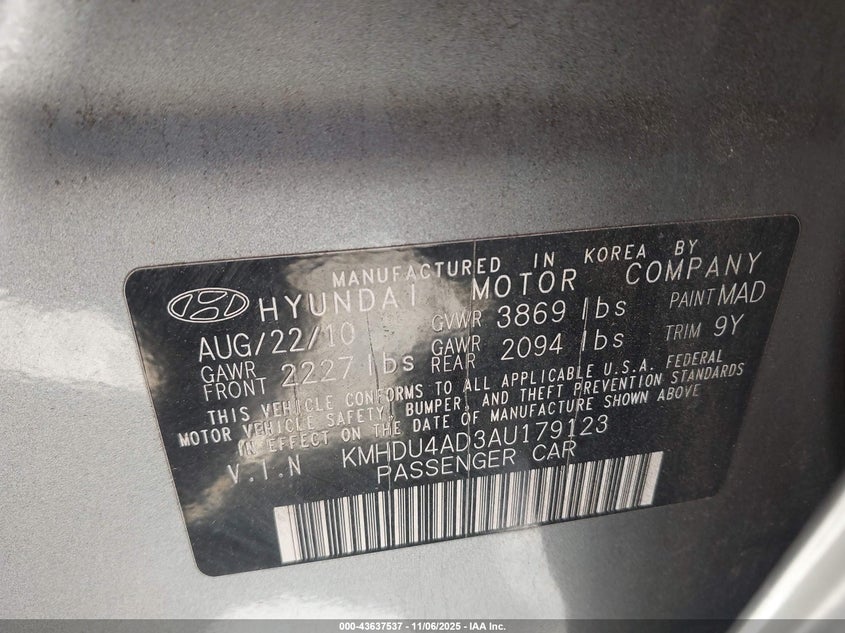 MANUFACTURED IN KOREA BY
HYUNDAI MOTOR COMPANY
AUG/22/10 GVWR 3869 lbs PAINT MAD
GAWR FRONT 2227 lbs GAWR REAR 2094 lbs TRIM 9Y
THIS VEHICLE CONFORMS TO ALL APPLICABLE U.S.A. FEDERAL
MOTOR VEHICLE SAFETY, BUMPER, AND THEFT PREVENTION STANDARDS
IN EFFECT ON THE DATE OF MANUFACTURE SHOWN ABOVE
V.I.N KMHDU4AD3AU179123
PASSENGER CAR
000-43637537 - 11/06/2025 - IAA Inc.